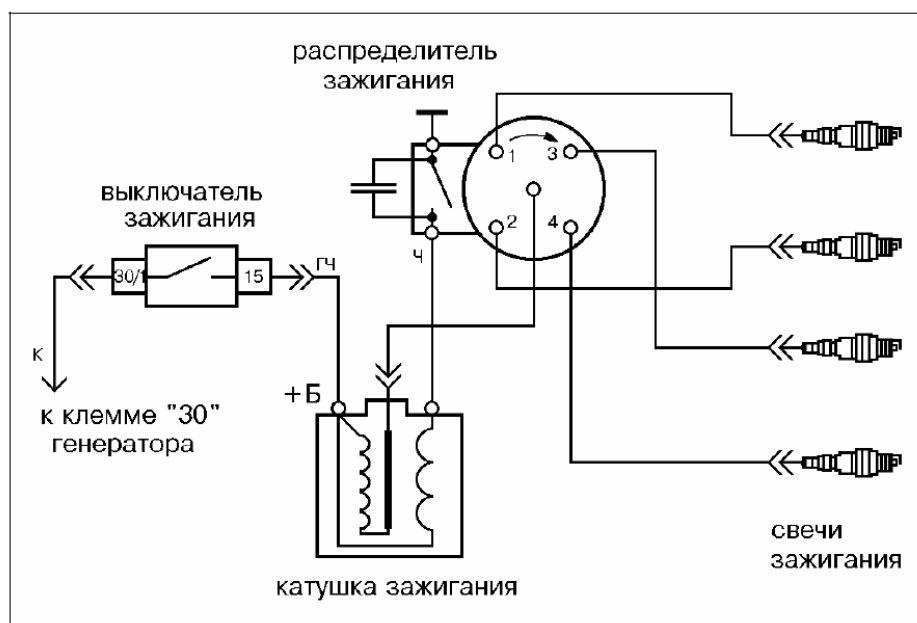 распределитель
зажигания
1
3
2
4
выключатель
зажигания
30/1
15
гч
ч
к
+Б
к клемме "30"
генератора
свечи
зажигания
катушка зажигания